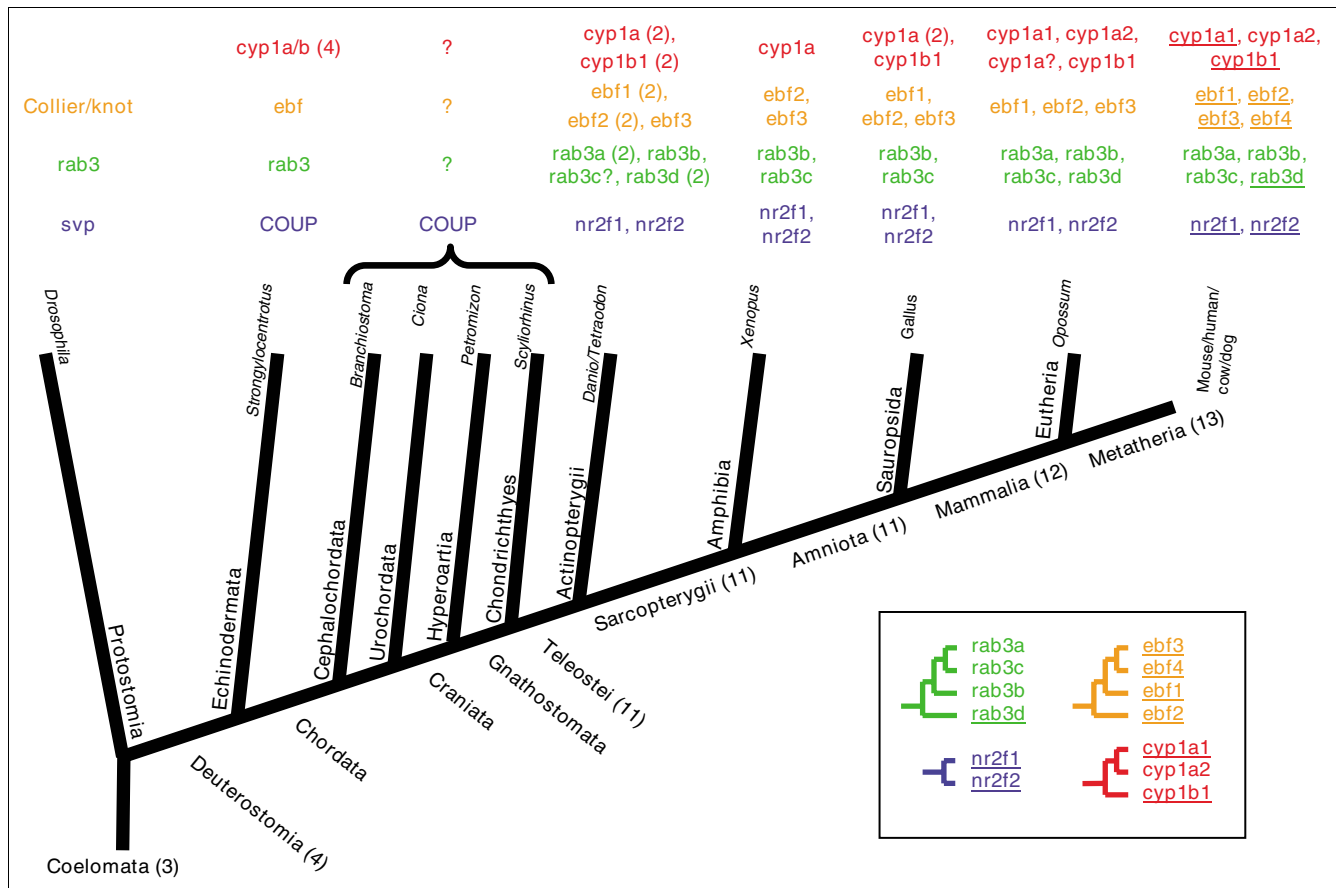 cyp1a/b (4)
?
cyp1a (2),
cyp1b1 (2)
cyp1a
cyp1a (2),
cyp1b1
cyp1a1, cyp1a2,
cyp1a?, cyp1b1
cyp1a1, cyp1a2,
cyp1b1
Collier/knot
ebf
?
ebf1 (2),
ebf2 (2), ebf3
ebf2,
ebf3
ebf1,
ebf2, ebf3
ebf1, ebf2, ebf3
ebf1, ebf2,
ebf3, ebf4
rab3
rab3
?
rab3a (2), rab3b,
rab3c?, rab3d (2)
rab3b,
rab3c
rab3b,
rab3c
rab3a, rab3b,
rab3c, rab3d
rab3a, rab3b,
rab3c, rab3d
svp
COUP
COUP
nr2f1, nr2f2
nr2f1,
nr2f2
nr2f1,
nr2f2
nr2f1, nr2f2
nr2f1, nr2f2
Drosophila
Strongylocentrotus
Branchiostoma
Ciona
Petromizon
Scyliorhinus
Danio/Tetraodon
Xenopus
Gallus
Opossum
Mouse/human/
cow/dog
Protostomia
Echinodermata
Cephalochordata
Urochordata
Hyperoartia
Chondrichthyes
Actinopterygii
Amphibia
Sauropsida
Eutheria
Coelomata (3)
Deuterostomia (4)
Chordata
Craniata
Gnathostomata
Teleostei (11)
Sarcopterygii (11)
Amniota (11)
Mammalia (12)
Metatheria (13)
rab3a
rab3c
rab3b
rab3d
ebf3
ebf4
ebf1
ebf2
nr2f1
nr2f2
cyp1a1
cyp1a2
cyp1b1